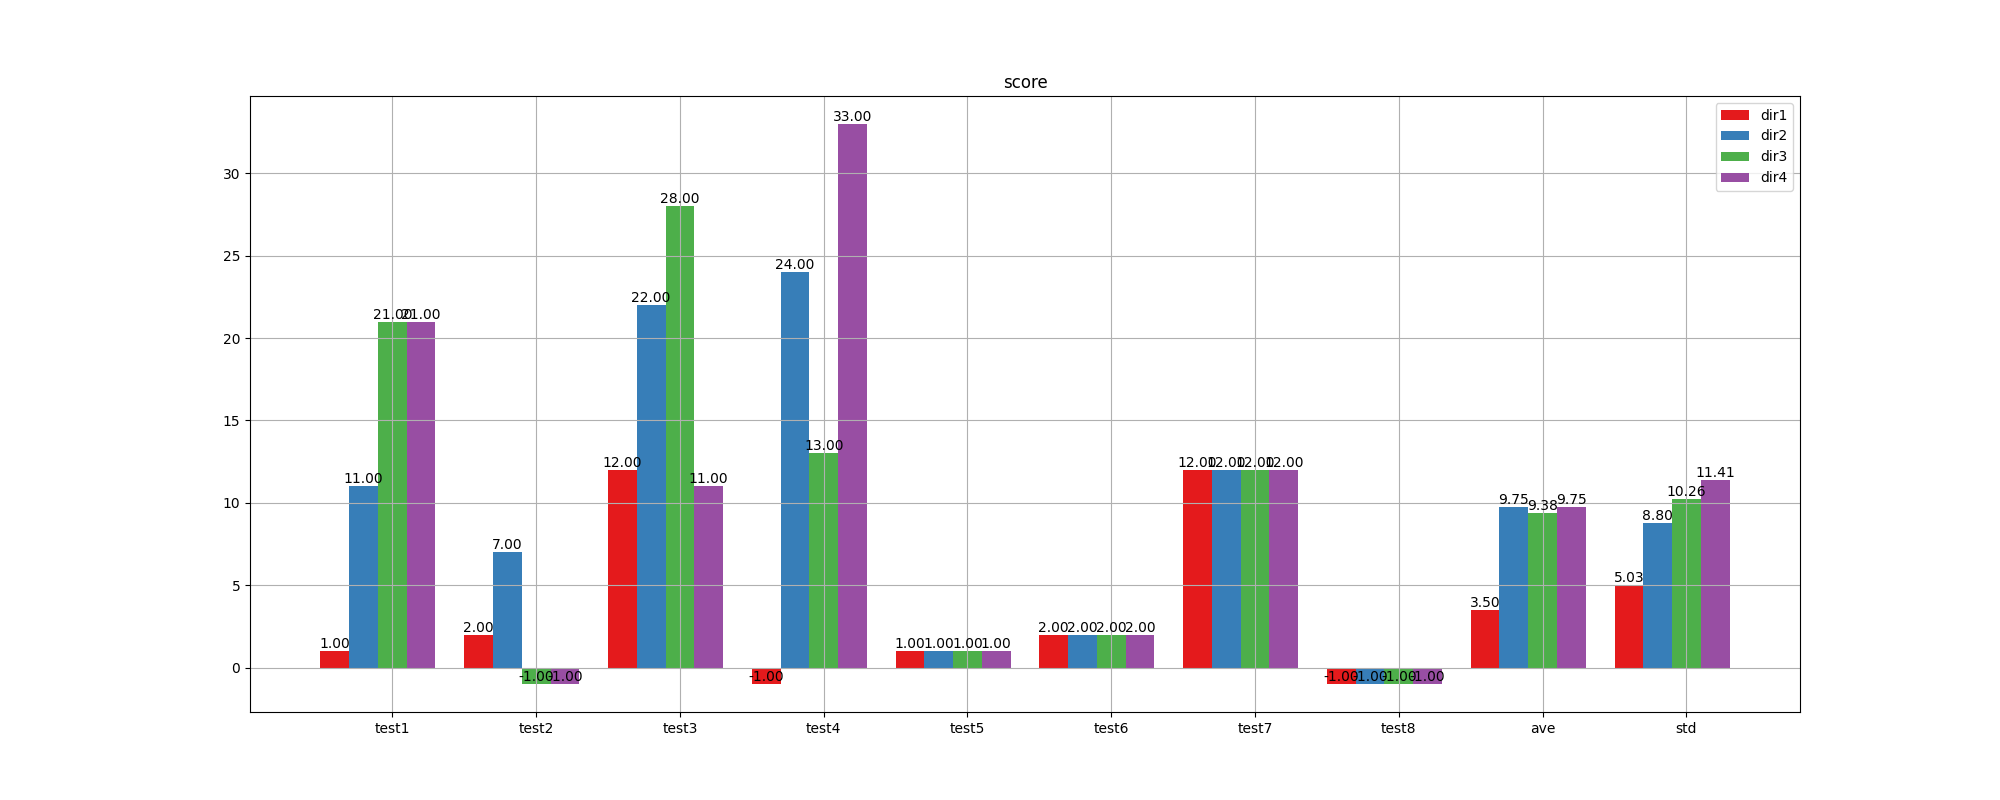 score
dir1
dir2
dir3
dir4
33.00
30
28.00
25
24.00
22.00
21.00 21.00
20
15
13.00
12.00 12.00 12.00 12.00 12.00
11.00 11.00 11.41
10.26
10
9.75 9.38 9.75
8.80
7.00
5.03
5
3.50
2.00 2.00 2.00 2.00 2.00
1.00 1.00 1.00 1.00 1.00
0
-1.00 -1.00 -1.00 -1.00 -1.00 -1.00 -1.00
test1 test2 test3 test4 test5 test6 test7 test8 ave std